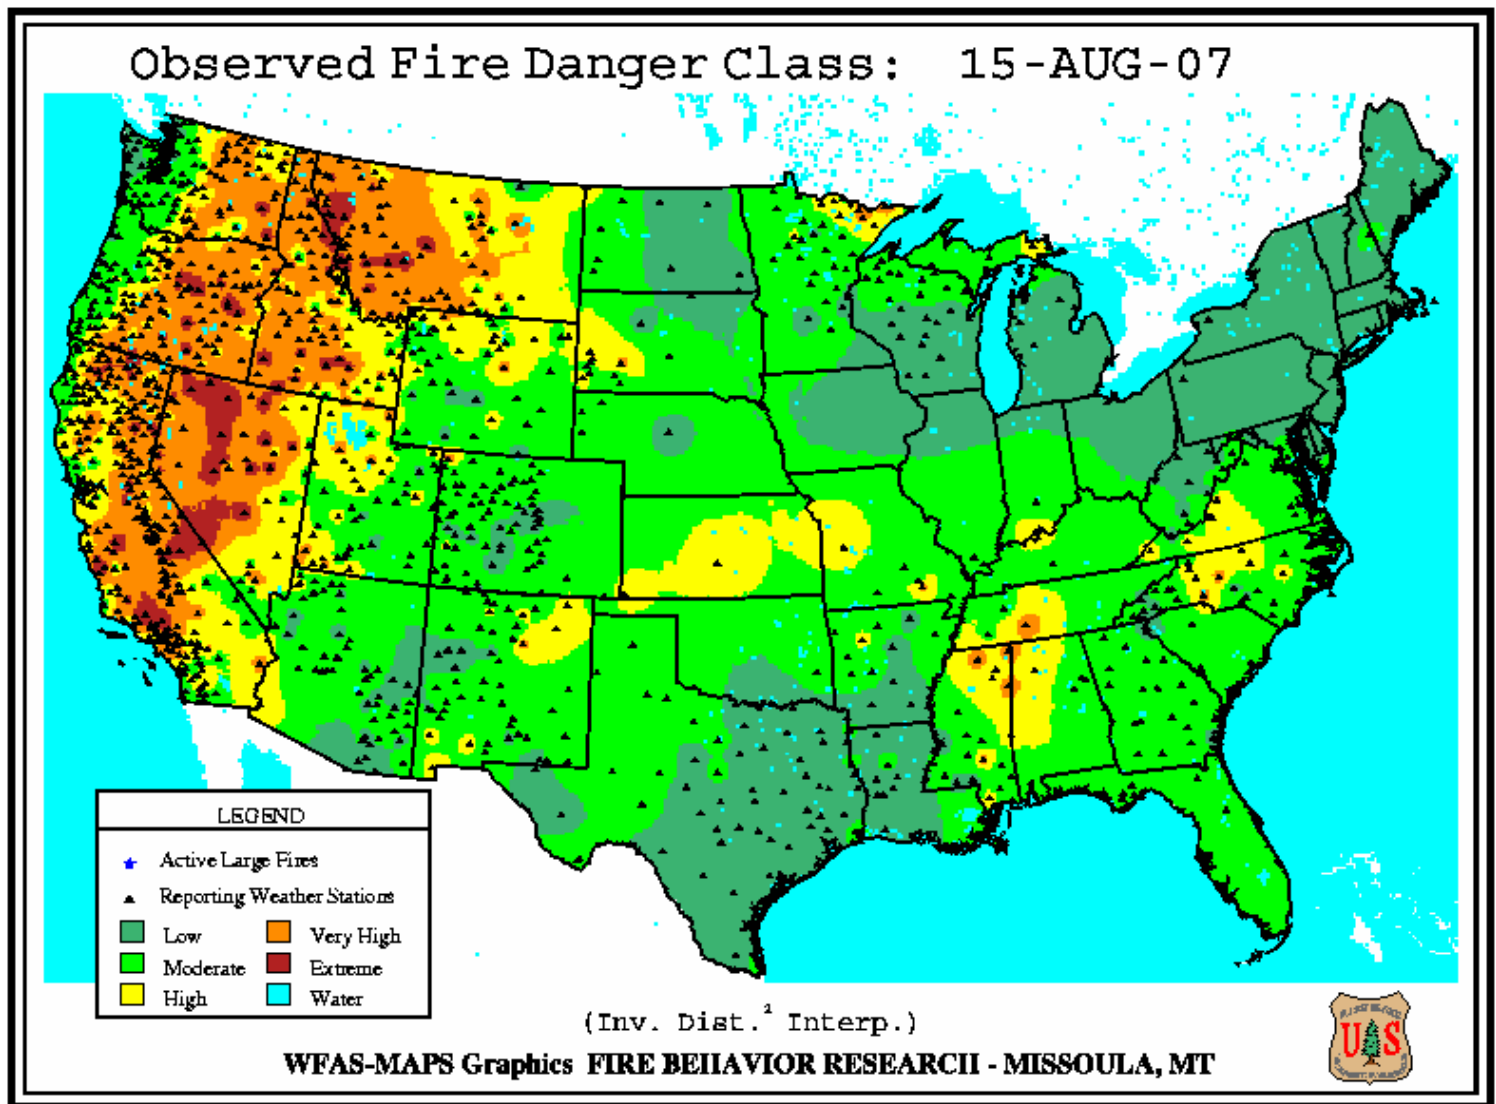 Observed Fire Danger Class: 15-AUG-07
LEGEND
Active Large Fires
Reporting Weather Stations
Low
Very High
Moderate
Extreme
High
Water
(Inv. Dist.² Interp.)
WFAS-MAPS Graphics FIRE BEHAVIOR RESEARCH - MISSOULA, MT
US